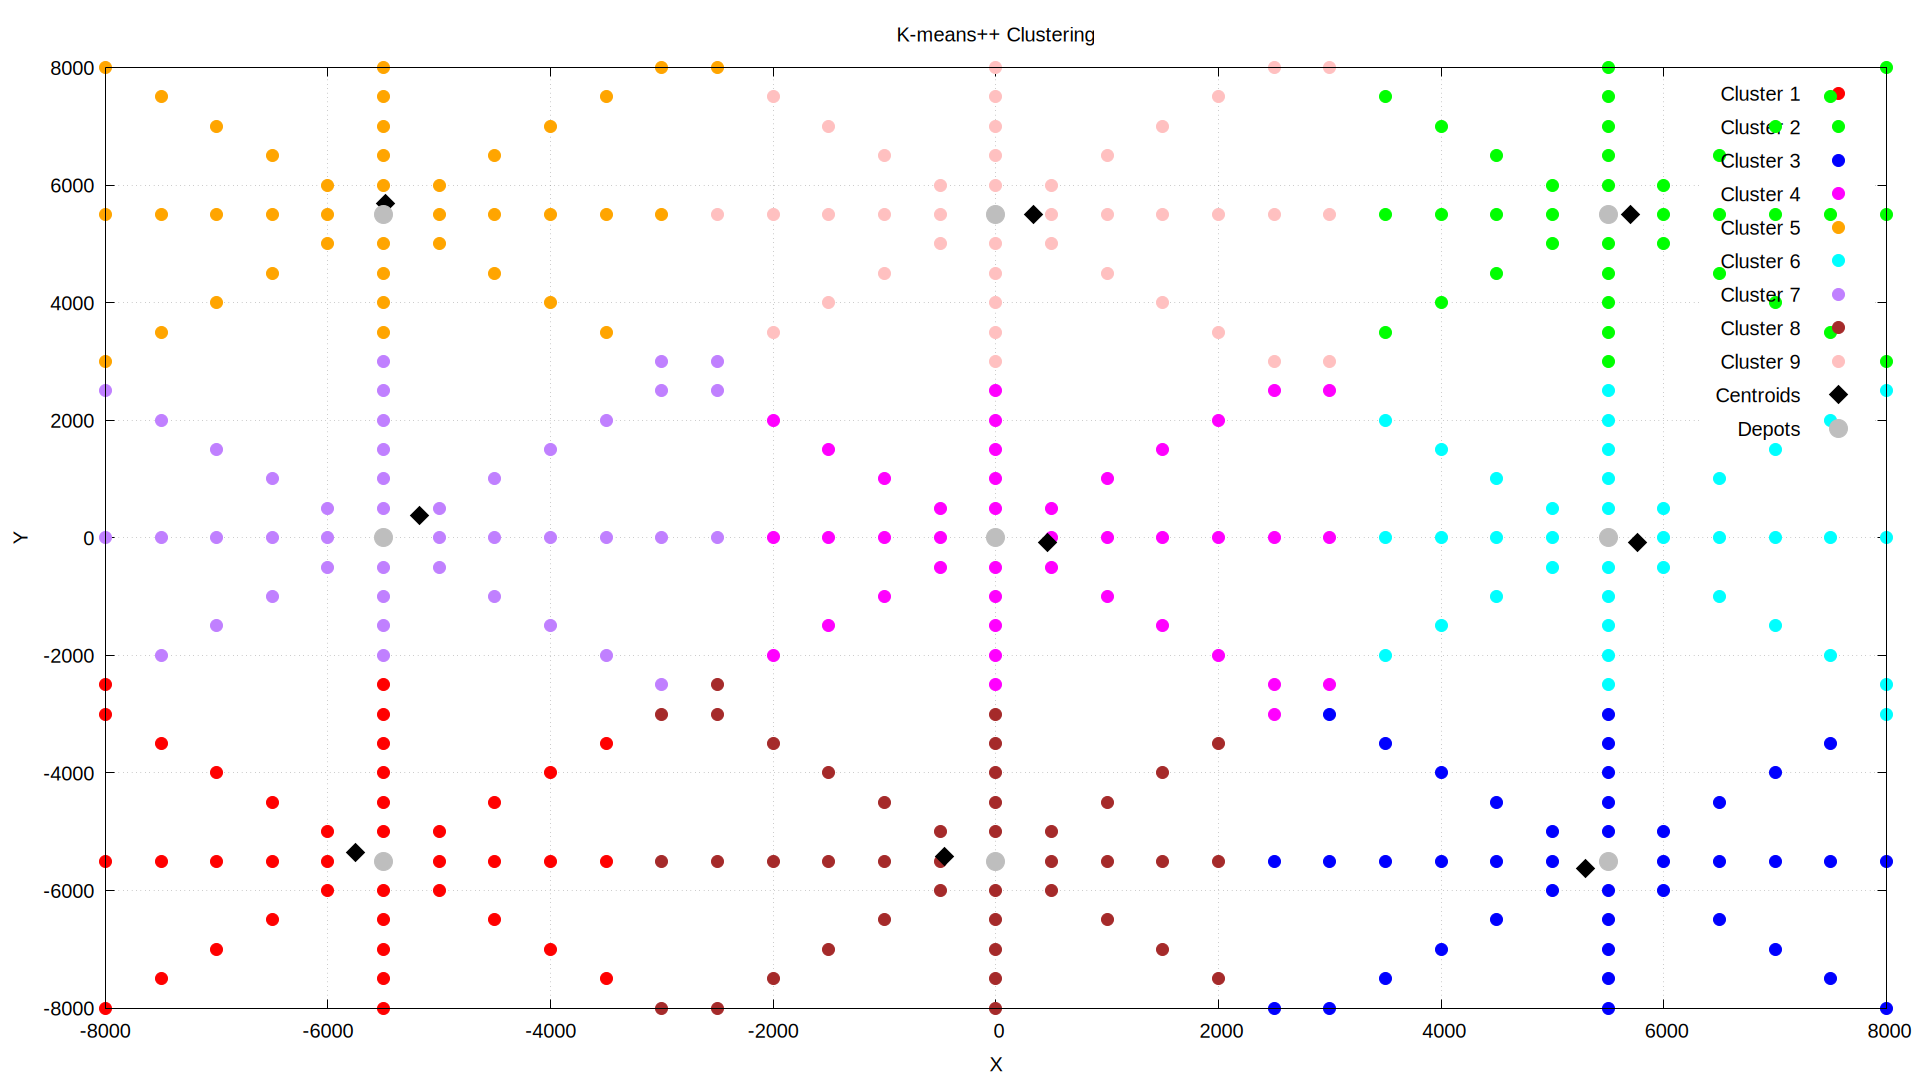 K-means++ Clustering
8000
6000
4000
2000
0
-2000
-4000
-6000
-8000
Y
Cluster 1
Cluster 2
Cluster 3
Cluster 4
Cluster 5
Cluster 6
Cluster 7
Cluster 8
Cluster 9
Centroids
Depots
-8000 -6000 -4000 -2000 0 2000 4000 6000 8000
X